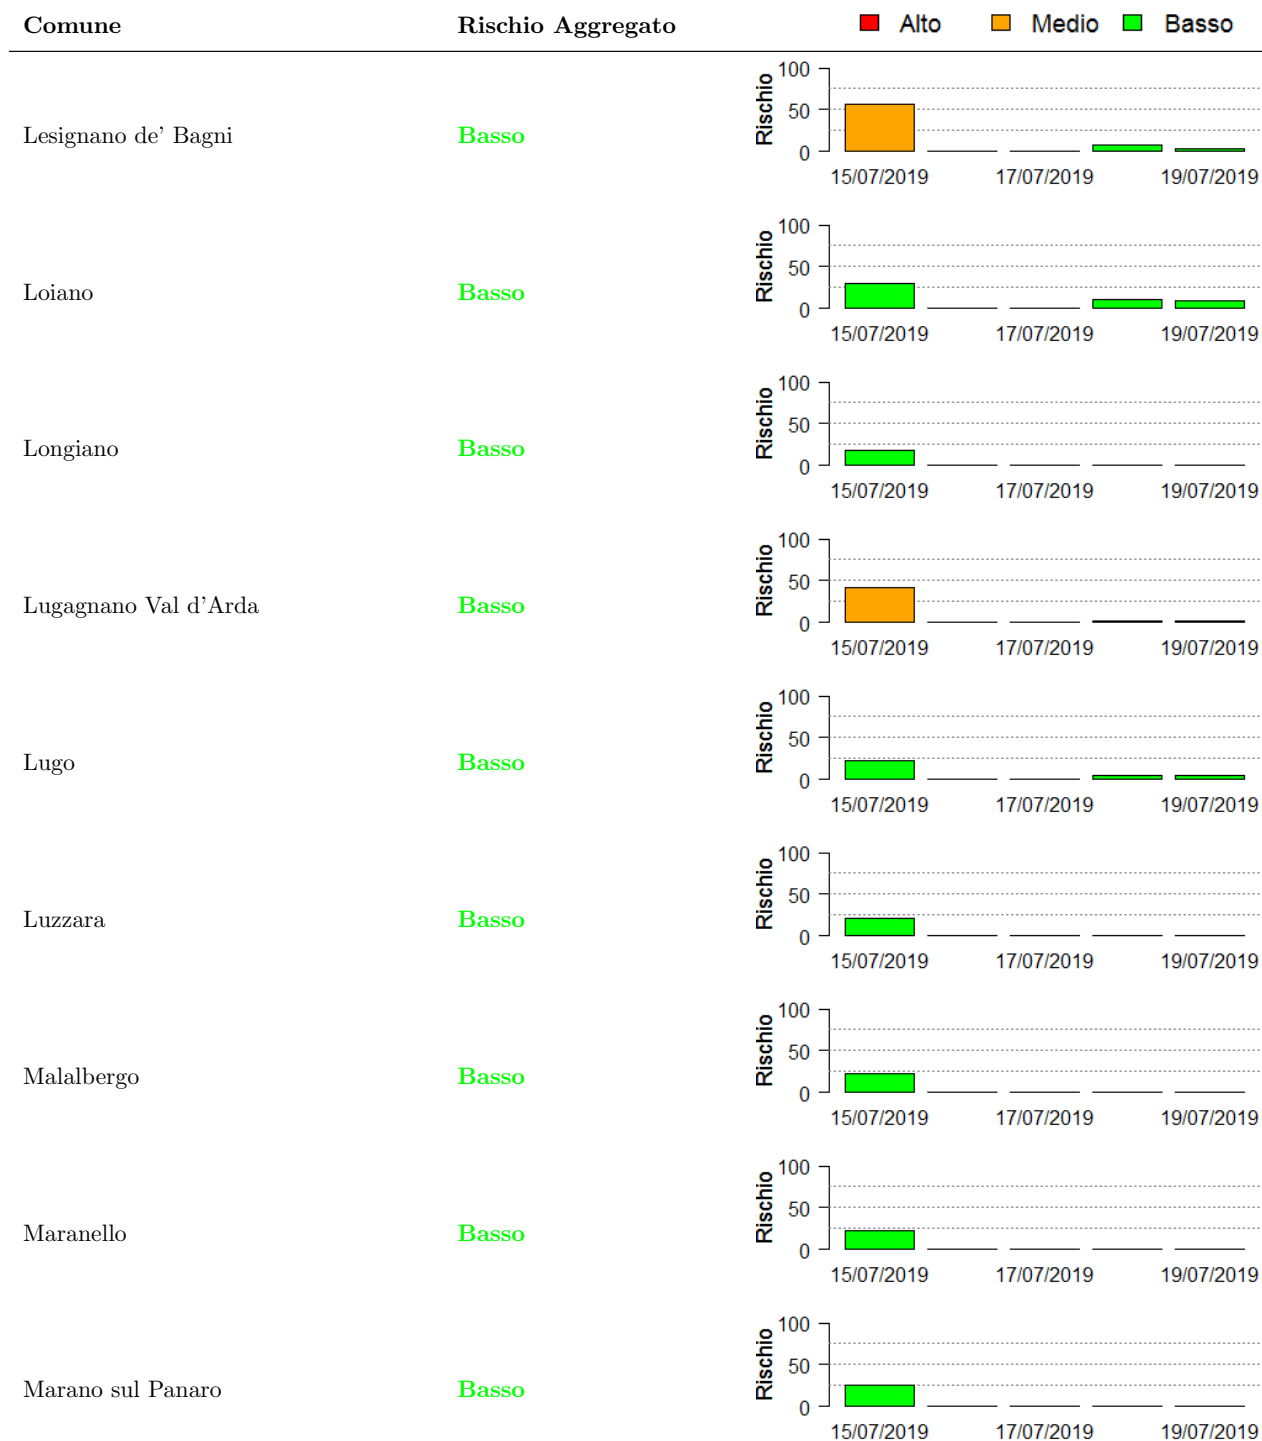 Comune Rischio Aggregato Alto Medio Basso
Lesignano de' Bagni Basso Rischio 100 50 0
15/07/2019 17/07/2019 19/07/2019
Loiano Basso Rischio 100 50 0
15/07/2019 17/07/2019 19/07/2019
Longiano Basso Rischio 100 50 0
15/07/2019 17/07/2019 19/07/2019
Lugagnano Val d'Arda Basso Rischio 100 50 0
15/07/2019 17/07/2019 19/07/2019
Lugo Basso Rischio 100 50 0
15/07/2019 17/07/2019 19/07/2019
Luzzara Basso Rischio 100 50 0
15/07/2019 17/07/2019 19/07/2019
Malalbergo Basso Rischio 100 50 0
15/07/2019 17/07/2019 19/07/2019
Maranello Basso Rischio 100 50 0
15/07/2019 17/07/2019 19/07/2019
Marano sul Panaro Basso Rischio 100 50 0
15/07/2019 17/07/2019 19/07/2019